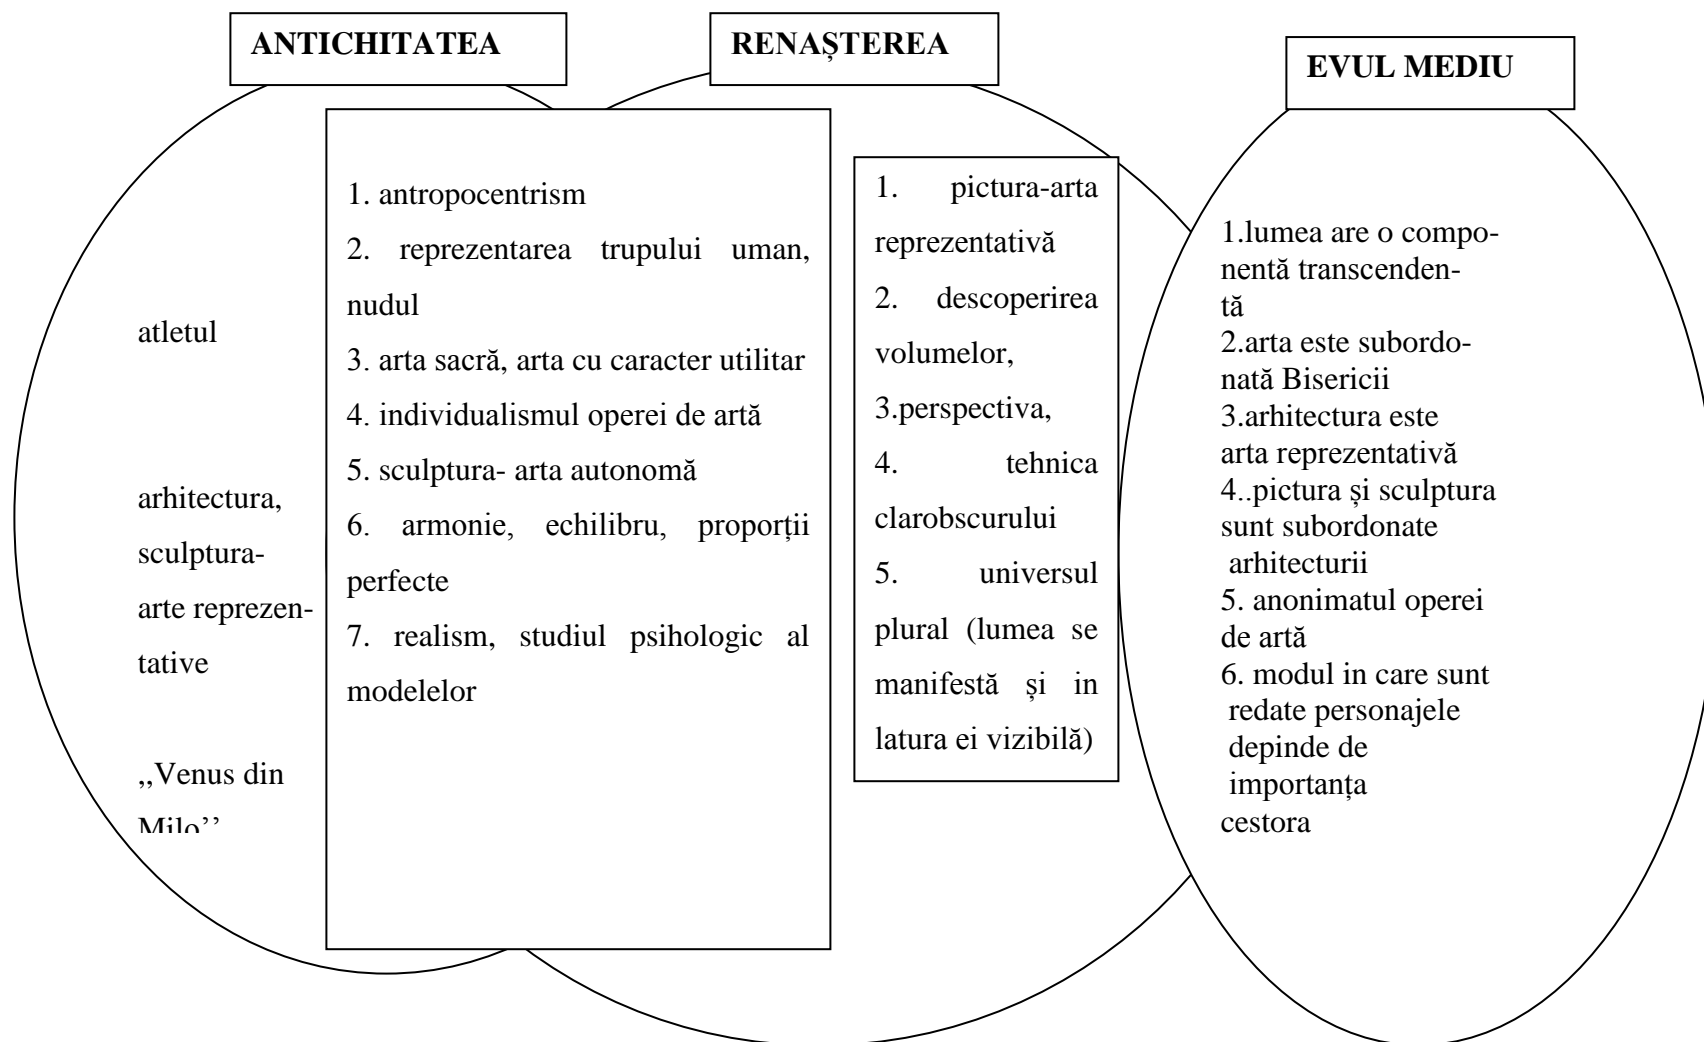 ANTICHITATEA
RENAȘTEREA
EVUL MEDIU
atletul
arhitectura,
sculptura-
arte reprezen-
tative
,,Venus din
Milo’’
1. antropocentrism
2. reprezentarea trupului uman,
nudul
3. arta sacră, arta cu caracter utilitar
4. individualismul operei de artă
5. sculptura- arta autonomă
6. armonie, echilibru, proporții
perfecte
7. realism, studiul psihologic al
modelelor
1. pictura-arta
reprezentativă
2. descoperirea
volumelor,
3.perspectiva,
4. tehnica
clarobscurului
5. universul
plural (lumea se
manifestă și in
latura ei vizibilă)
1.lumea are o compo-
nentă transcenden-
tă
2.arta este subordo-
nată Bisericii
3.arhitectura este
arta reprezentativă
4..pictura și sculptura
sunt subordonate
arhitecturii
5. anonimatul operei
de artă
6. modul in care sunt
redate personajele
depinde de
importanța
cestora